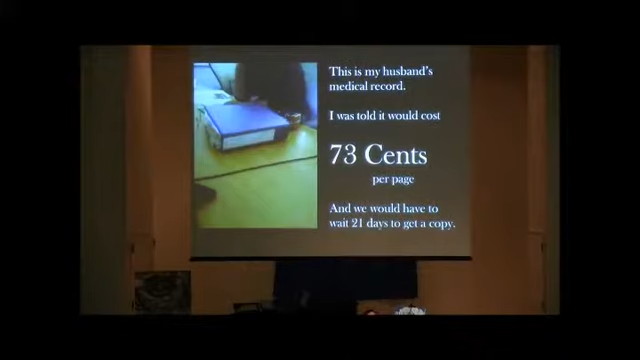 This is my husband's
medical record.
I was told it would cost
73 Cents
per page
And we would have to
wait 21 days to get a copy.